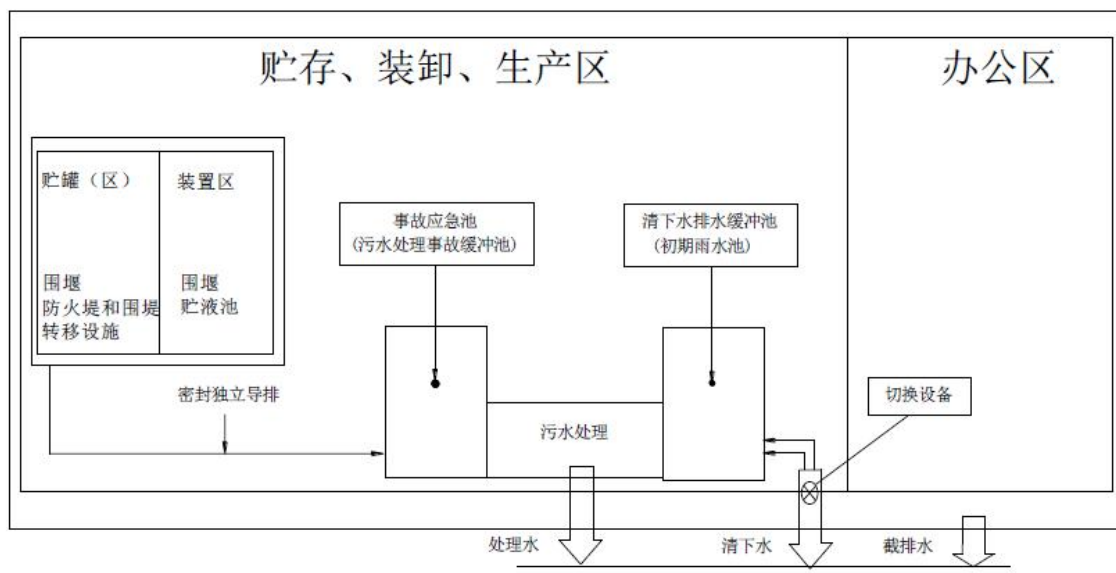 贮存、装卸、生产区
办公区
贮罐（区）
装置区
围堰
防火堤和围堤
转移设施
围堰
贮液池
事故应急池
(污水处理事故缓冲池)
清下水排水缓冲池
(初期雨水池)
密封独立导排
污水处理
切换设备
处理水
清下水
截排水